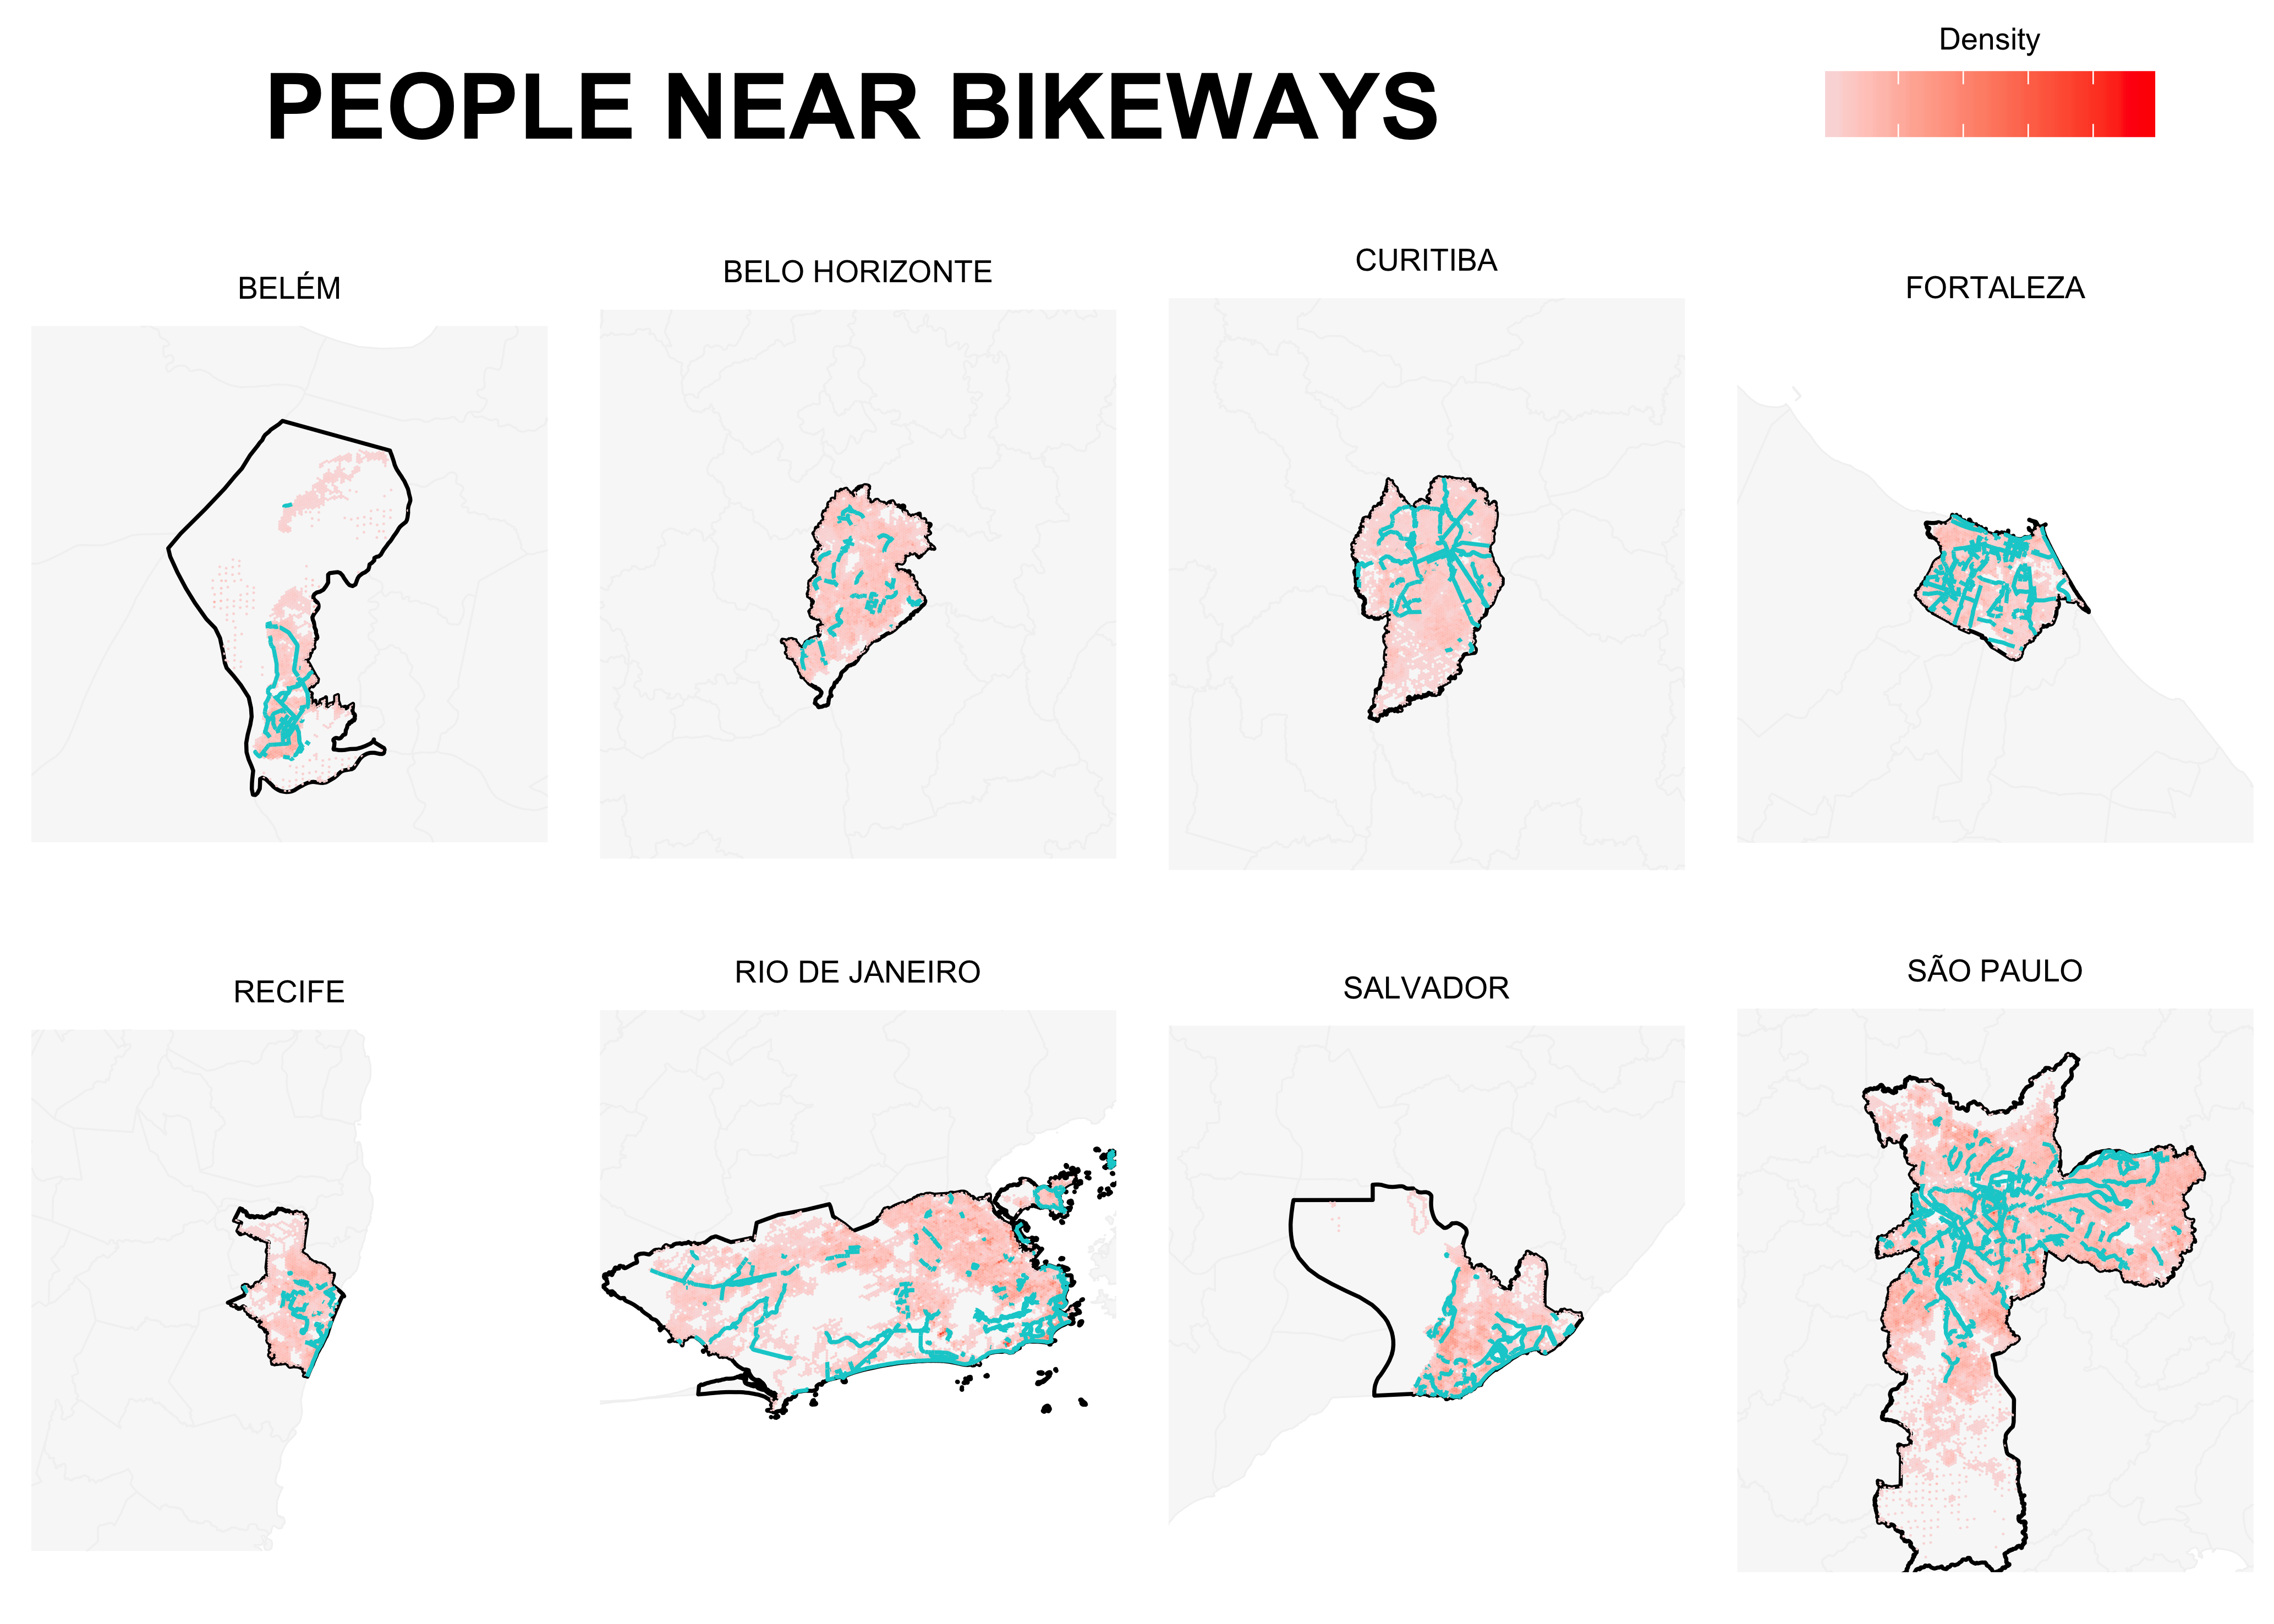 PEOPLE NEAR BIKEWAYS
Density
BELÉM
BELO HORIZONTE
CURITIBA
FORTALEZA
RECIFE
RIO DE JANEIRO
SALVADOR
SÃO PAULO